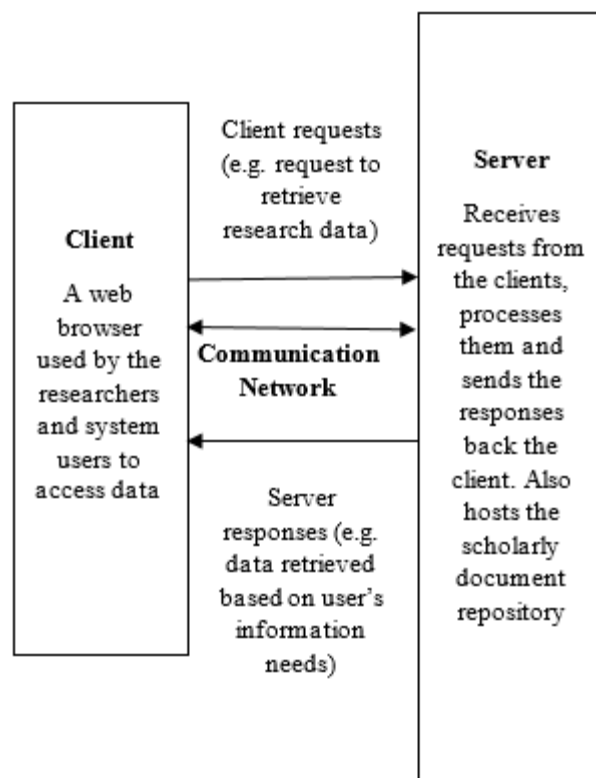 Client
A web
browser
used by the
researchers
and system
users to
access data
Client requests
(e.g. request to
retrieve
research data)
Communication
Network
Server
responses (e.g.
data retrieved
based on user's
information
needs)
Server
Receives
requests from
the clients,
processes
them and
sends the
responses
back the
client. Also
hosts the
scholarly
document
repository